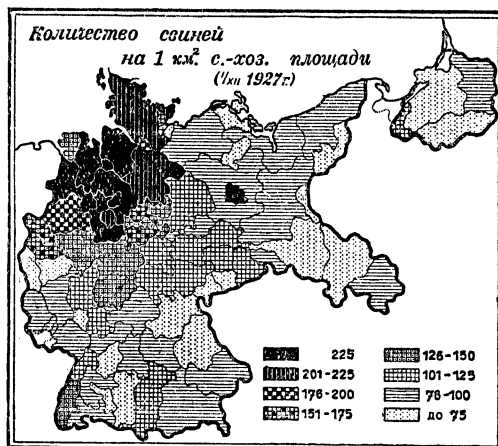 Количество свиней
на 1 км². с.-хоз. площади
(1/XII 1927г.)
225
201-225
176-200
151-175
126-150
101-125
76-100
до 75